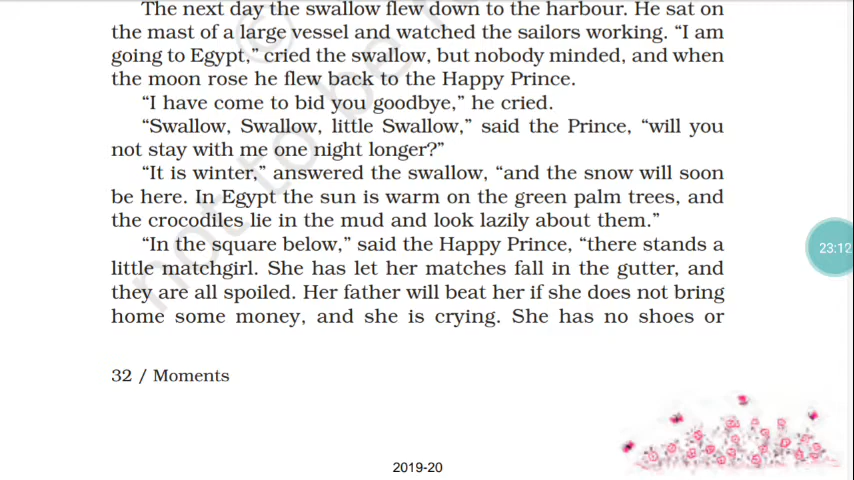 The next day the swallow flew down to the harbour. He sat on
the mast of a large vessel and watched the sailors working. “I am
going to Egypt,” cried the swallow, but nobody minded, and when
the moon rose he flew back to the Happy Prince.
“I have come to bid you goodbye,” he cried.
“Swallow, Swallow, little Swallow,” said the Prince, “will you
not stay with me one night longer?”
“It is winter,” answered the swallow, “and the snow will soon
be here. In Egypt the sun is warm on the green palm trees, and
the crocodiles lie in the mud and look lazily about them.”
“In the square below,” said the Happy Prince, “there stands a
little matchgirl. She has let her matches fall in the gutter, and
they are all spoiled. Her father will beat her if she does not bring
home some money, and she is crying. She has no shoes or
23:12
32 / Moments
2019-20
©
not to be